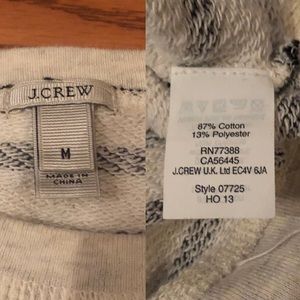 J.CREW
M
MADE IN
CHINA
87% Cotton
13% Polyester
RN77388
CA56445
J.CREW U.K. Ltd EC4V 6JA
Style 07725
HO 13